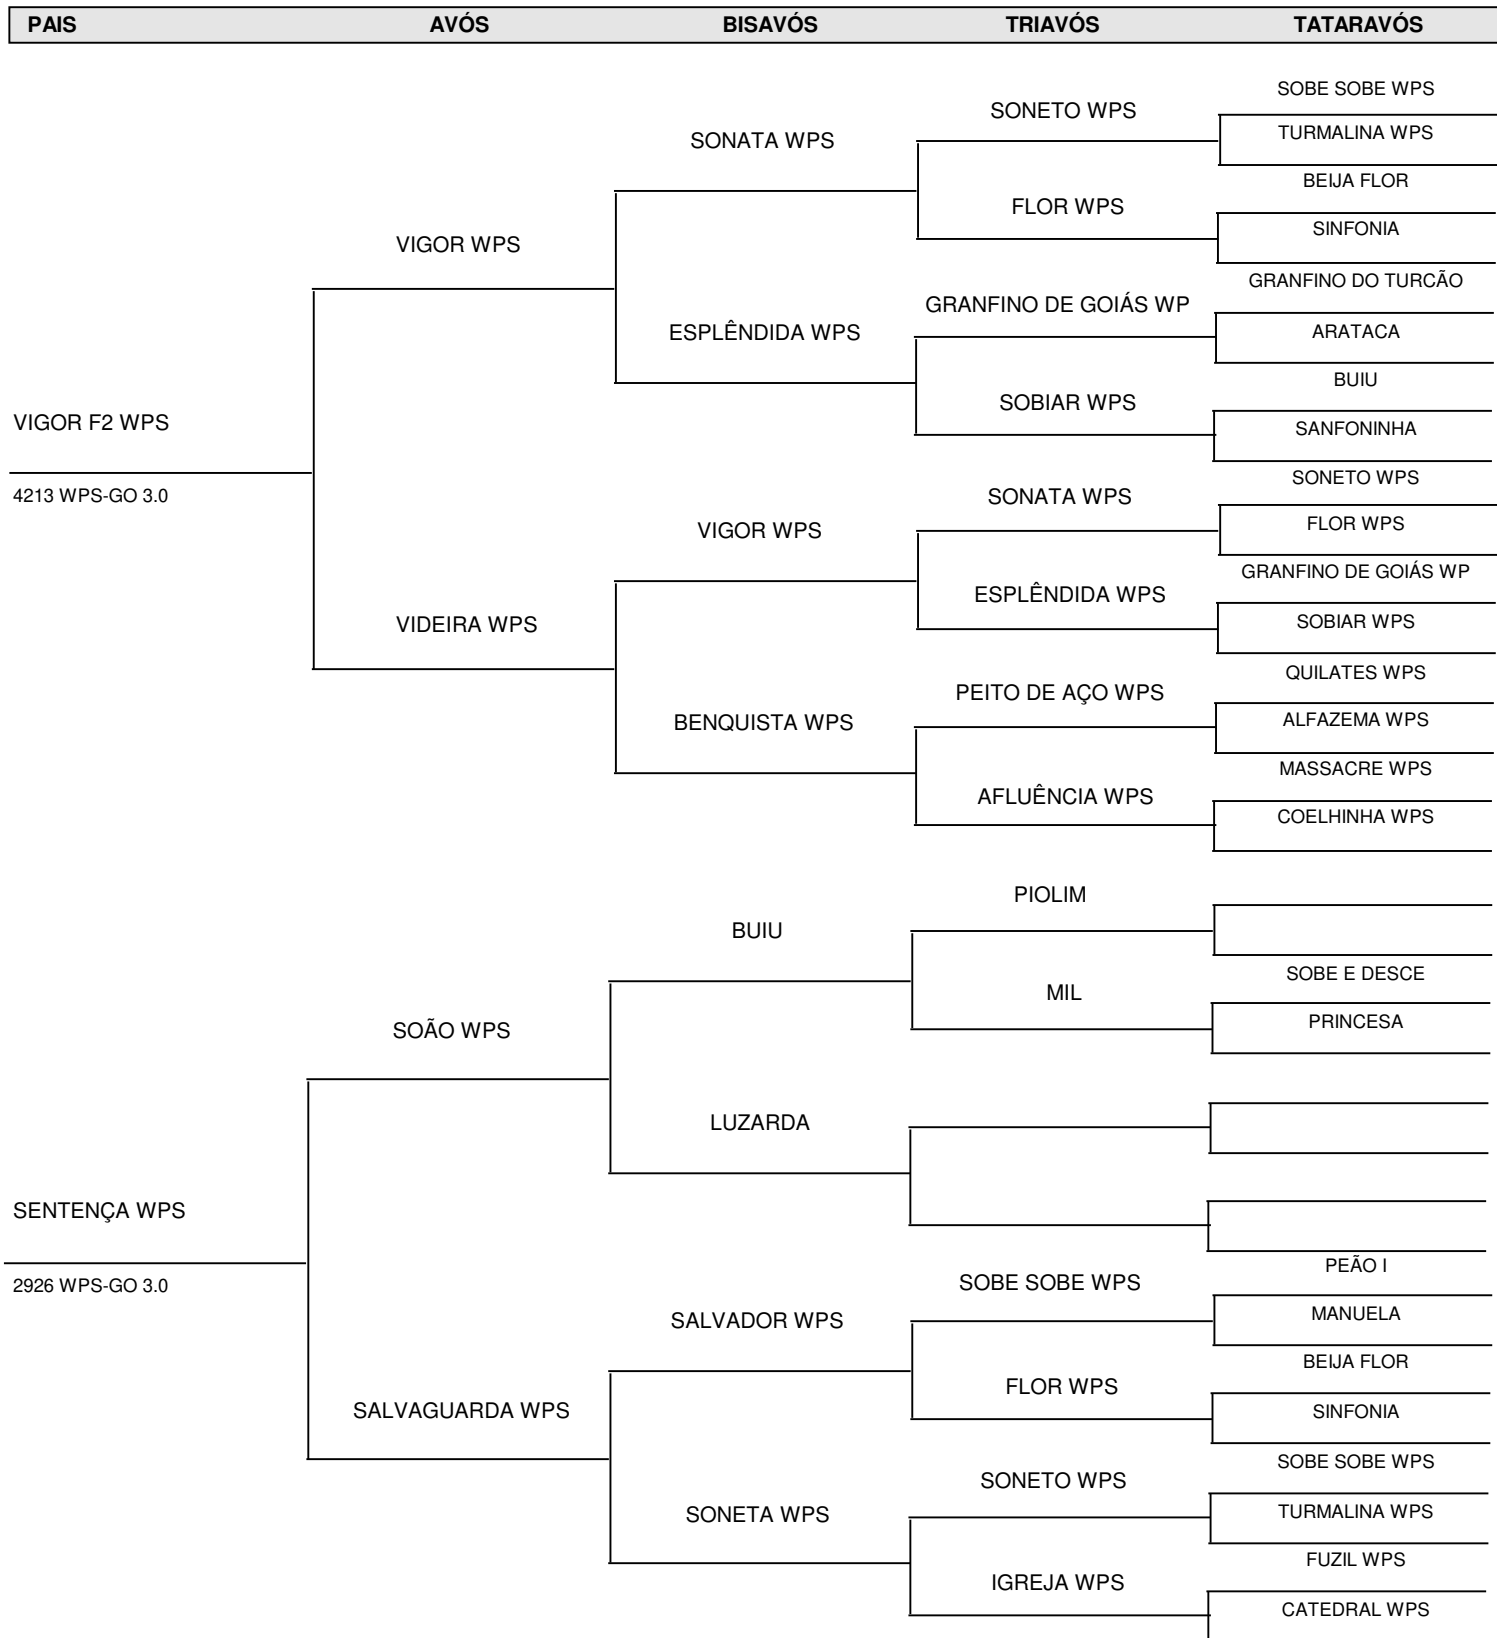 PAIS AVÓS BISAVÓS TRIAVÓS TATARAVÓS
SOBE SOBE WPS
SONETO WPS
TURMALINA WPS
SONATA WPS
BEIJA FLOR
FLOR WPS
SINFONIA
VIGOR WPS
GRANFINO DO TURCÃO
GRANFINO DE GOIÁS WP
ESPLÊNDIDA WPS
ARATACA
BUIU
SOBIAR WPS
VIGOR F2 WPS
SANFONINHA
SONETO WPS
4213 WPS-GO 3.0
SONATA WPS
FLOR WPS
VIGOR WPS
GRANFINO DE GOIÁS WP
ESPLÊNDIDA WPS
SOBIAR WPS
VIDEIRA WPS
QUILATES WPS
PEITO DE AÇO WPS
ALFAZEMA WPS
BENQUISTA WPS
MASSACRE WPS
AFLUÊNCIA WPS
COELHINHA WPS
PIOLIM
BUIU
SOBE E DESCE
MIL
PRINCESA
SOÃO WPS
LUZARDA
SENTENÇA WPS
PEÃO I
2926 WPS-GO 3.0
SOBE SOBE WPS
MANUELA
SALVADOR WPS
BEIJA FLOR
FLOR WPS
SALVAGUARDA WPS
SINFONIA
SOBE SOBE WPS
SONETO WPS
TURMALINA WPS
SONETA WPS
FUZIL WPS
IGREJA WPS
CATEDRAL WPS